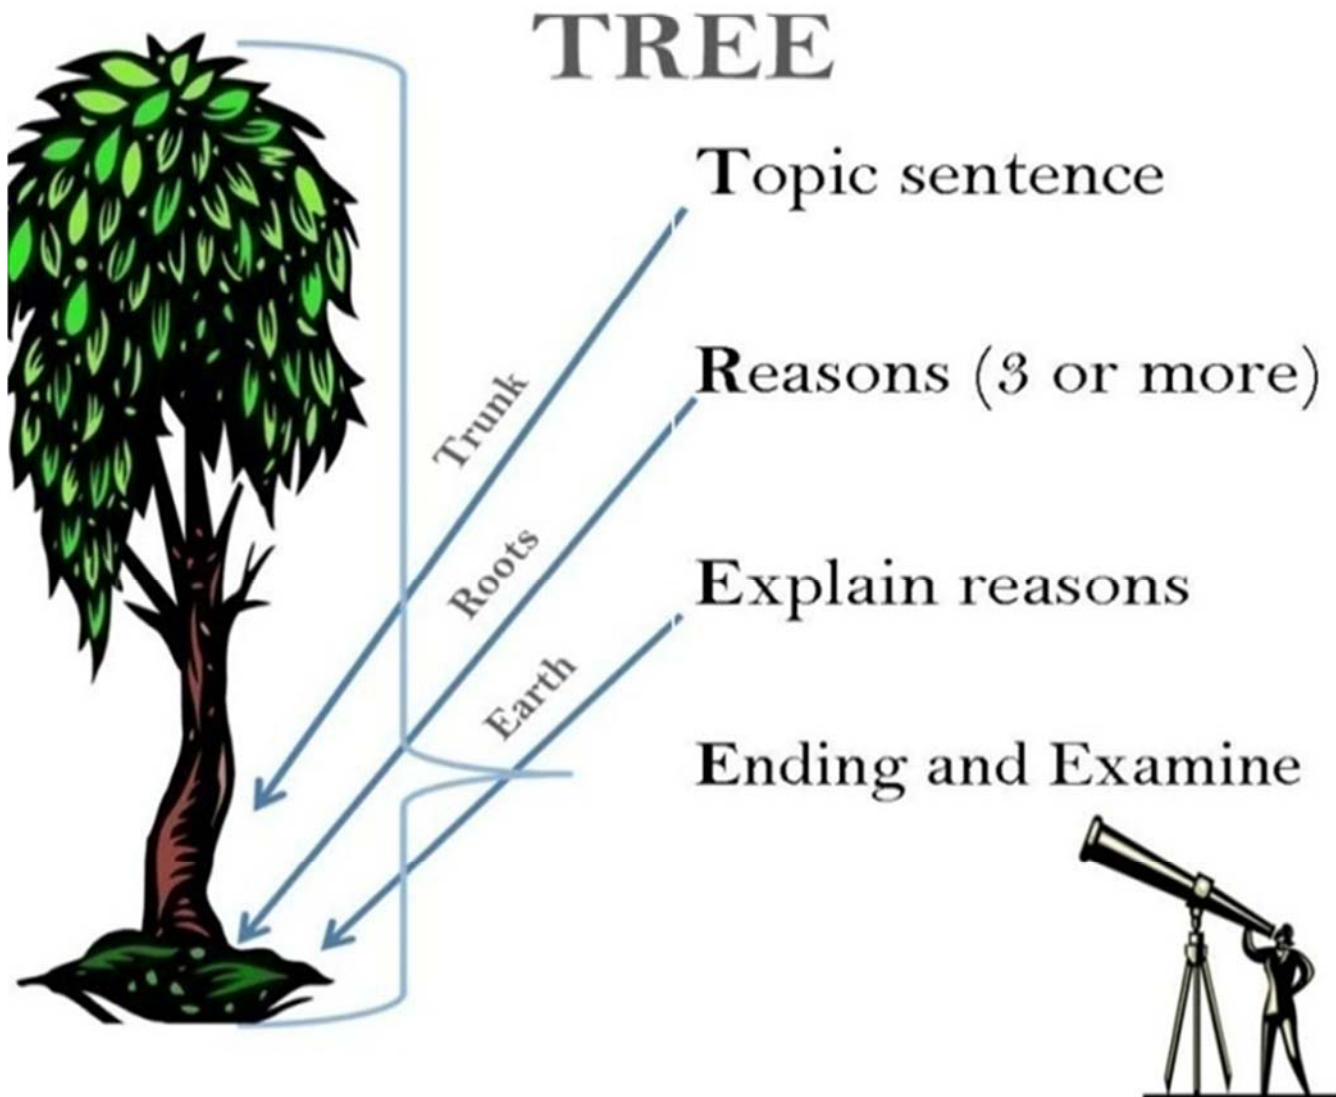 TREE
Topic sentence
Trunk
Reasons (3 or more)
Roots
Explain reasons
Earth
Ending and Examine